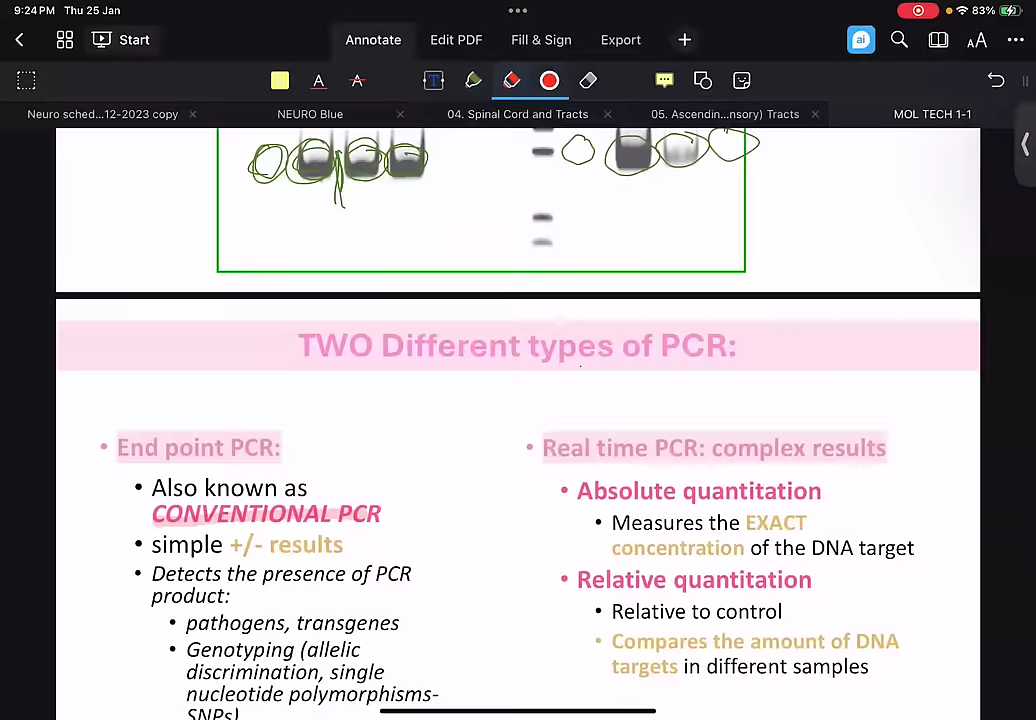 9:24 PM Thu 25 Jan
83%
Start
Annotate
Edit PDF
Fill & Sign
Export
ai
AA
T
A
A
Neuro sched....12-2023 copy
NEURO Blue
04. Spinal Cord and Tracts
05. Ascendin...nsory) Tracts
MOL TECH 1-1
TWO Different types of PCR:
• End point PCR:
• Also known as
CONVENTIONAL PCR
• simple +/- results
• Detects the presence of PCR
product:
• pathogens, transgenes
• Genotyping (allelic
discrimination, single
nucleotide polymorphisms-
SNPs)
• Real time PCR: complex results
• Absolute quantitation
• Measures the EXACT
concentration of the DNA target
• Relative quantitation
• Relative to control
• Compares the amount of DNA
targets in different samples